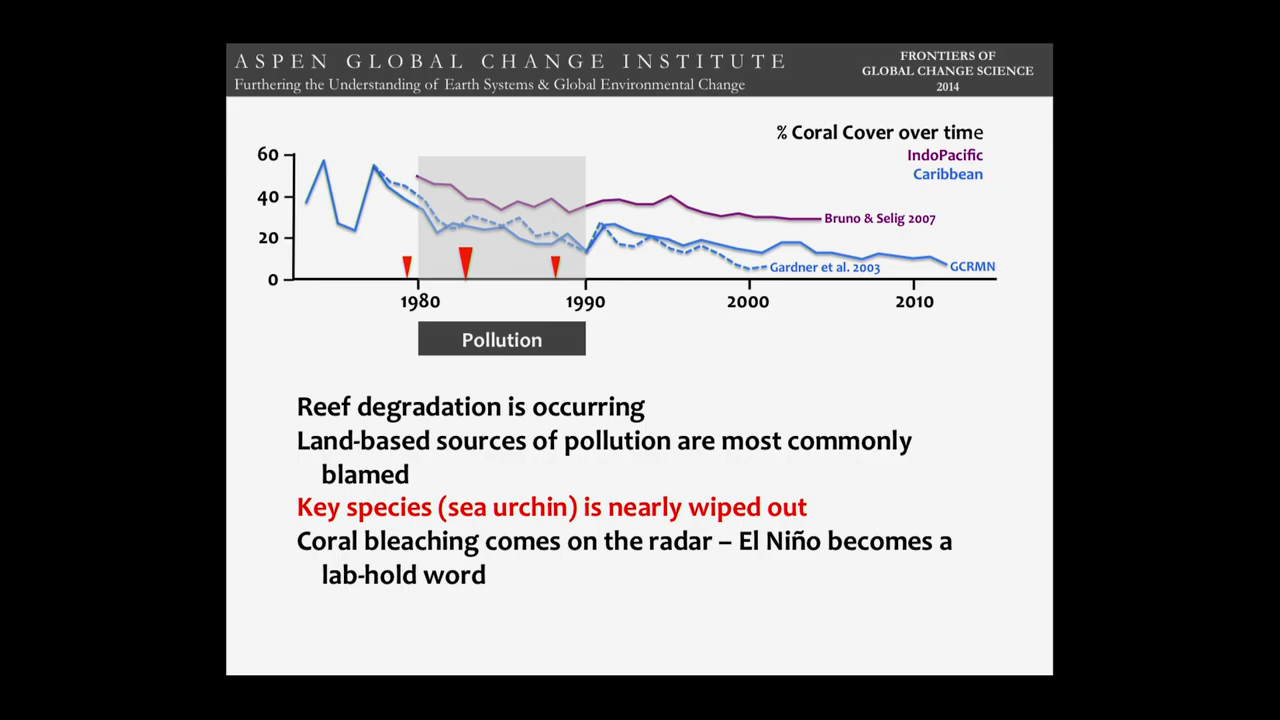 ASPEN GLOBAL CHANGE INSTITUTE
Furthering the Understanding of Earth Systems & Global Environmental Change
FRONTIERS OF
GLOBAL CHANGE SCIENCE
2014
% Coral Cover over time
IndoPacific
Caribbean
60
40
20
0
Bruno & Selig 2007
Gardner et al. 2003
GCRMN
1980
1990
2000
2010
Pollution
Reef degradation is occurring
Land-based sources of pollution are most commonly
blamed
Key species (sea urchin) is nearly wiped out
Coral bleaching comes on the radar – El Niño becomes a
lab-hold word